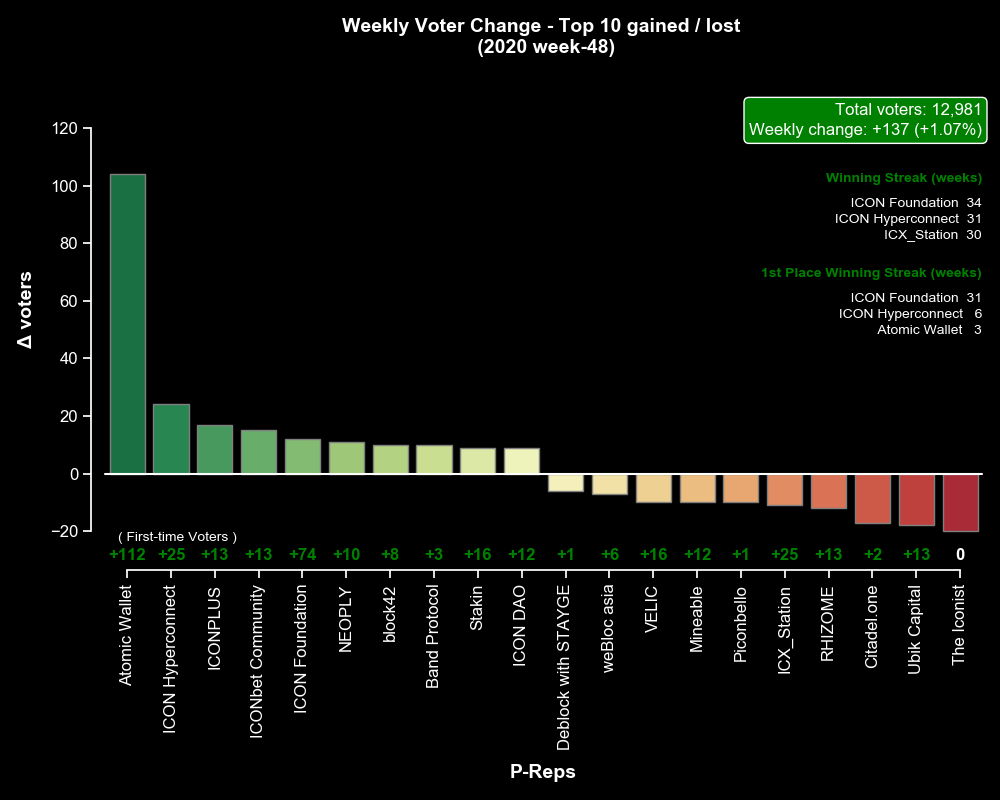 Weekly Voter Change - Top 10 gained / lost
(2020 week-48)
Total voters: 12,981
Weekly change: +137 (+1.07%)
Winning Streak (weeks)
ICON Foundation 34
ICON Hyperconnect 31
ICX_Station 30
1st Place Winning Streak (weeks)
ICON Foundation 31
ICON Hyperconnect 6
Atomic Wallet 3
Δ voters
120
100
80
60
40
20
0
−20
( First-time Voters )
+112 +25 +13 +13 +74 +10 +8 +3 +16 +12 +1 +6 +16 +12 +1 +25 +13 +2 +13 0
Atomic Wallet
ICON Hyperconnect
ICONPLUS
ICONbet Community
ICON Foundation
NEOPLY
block42
Band Protocol
Stakin
ICON DAO
Deblock with STAYGE
weBloc asia
VELIC
Mineable
Piconbello
ICX_Station
RHIZOME
Citadel.one
Ubik Capital
The Iconist
P-Reps